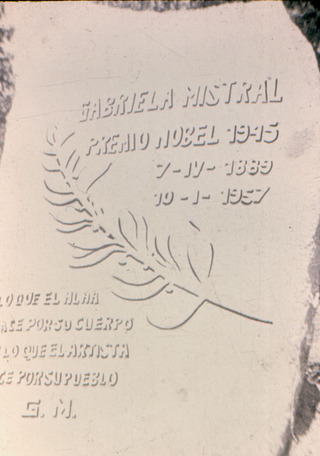 GABRIELA MISTRAL
PREMIO NOBEL 1945
7-IV-1889
10-I-1957
LO QUE EL ALMA
ACE POR SU CUERPO
LO QUE EL ARTISTA
CE POR SU PUEBLO
G. M.